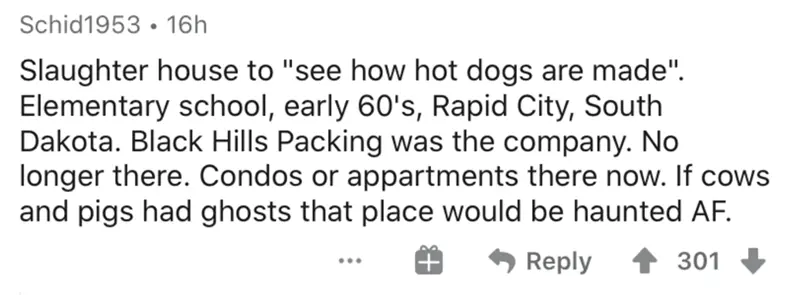 Schid1953 • 16h
Slaughter house to "see how hot dogs are made".
Elementary school, early 60's, Rapid City, South
Dakota. Black Hills Packing was the company. No
longer there. Condos or appartments there now. If cows
and pigs had ghosts that place would be haunted AF.
... Reply 301